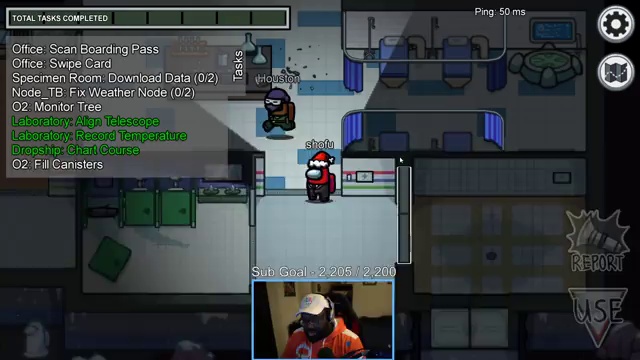 TOTAL TASKS COMPLETED
Ping: 50 ms
Office: Scan Boarding Pass
Office: Swipe Card
Specimen Room: Download Data (0/2)
Node_TB: Fix Weather Node (0/2)
O2: Monitor Tree
Laboratory: Align Telescope
Laboratory: Record Temperature
Dropship: Chart Course
O2: Fill Canisters
Tasks
Houston
shofu
REPORT
USE
Sub Goal - 2,205 / 2,200